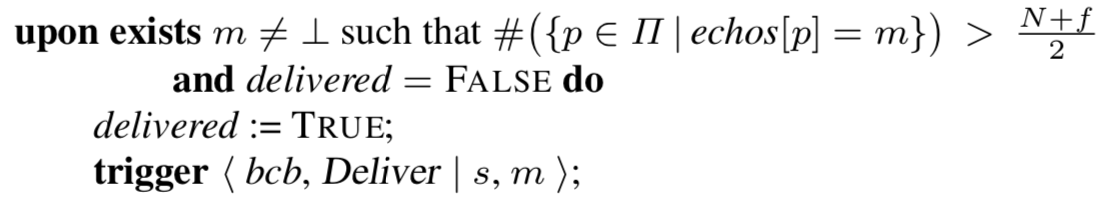 upon exists m ≠ ⊥ such that #({p ∈ Π | echos[p] = m}) > N+f/2
and delivered = FALSE do
delivered := TRUE;
trigger ⟨ bcb, Deliver | s, m ⟩;